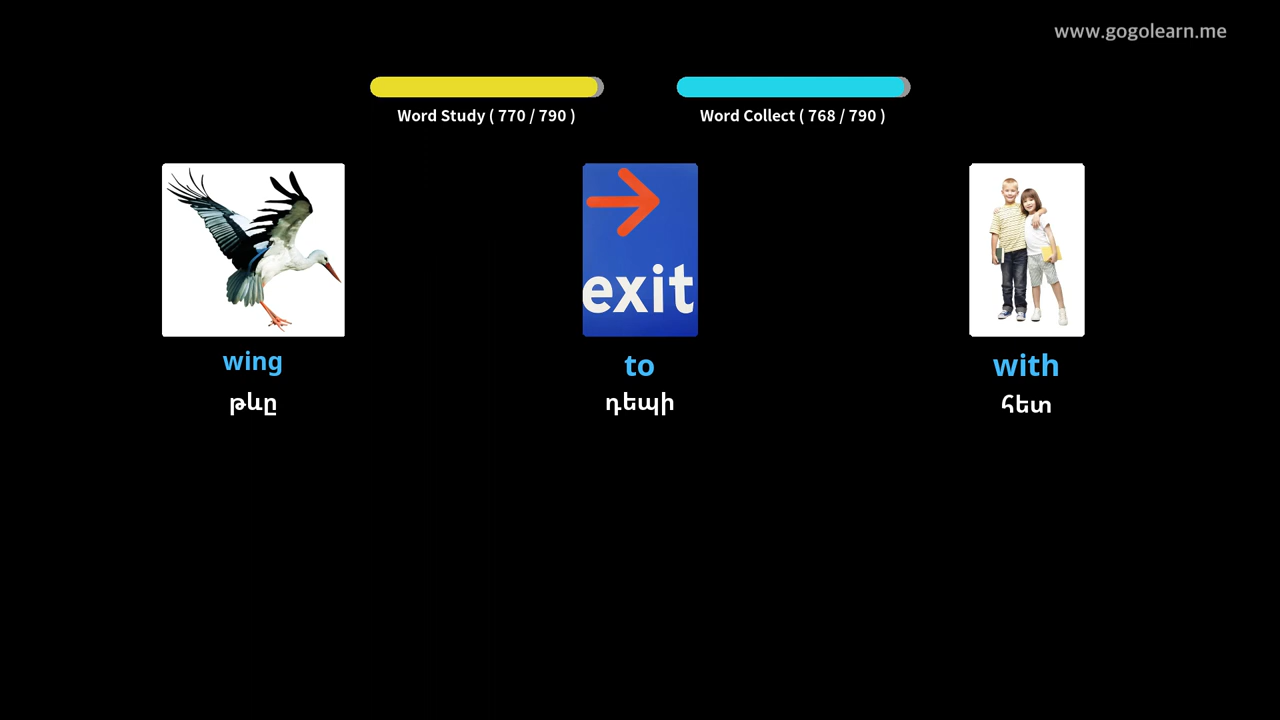 www.gogolearn.me
Word Study ( 770 / 790 )
Word Collect ( 768 / 790 )
exit
wing
to
with
թևը
դեպի
հետ